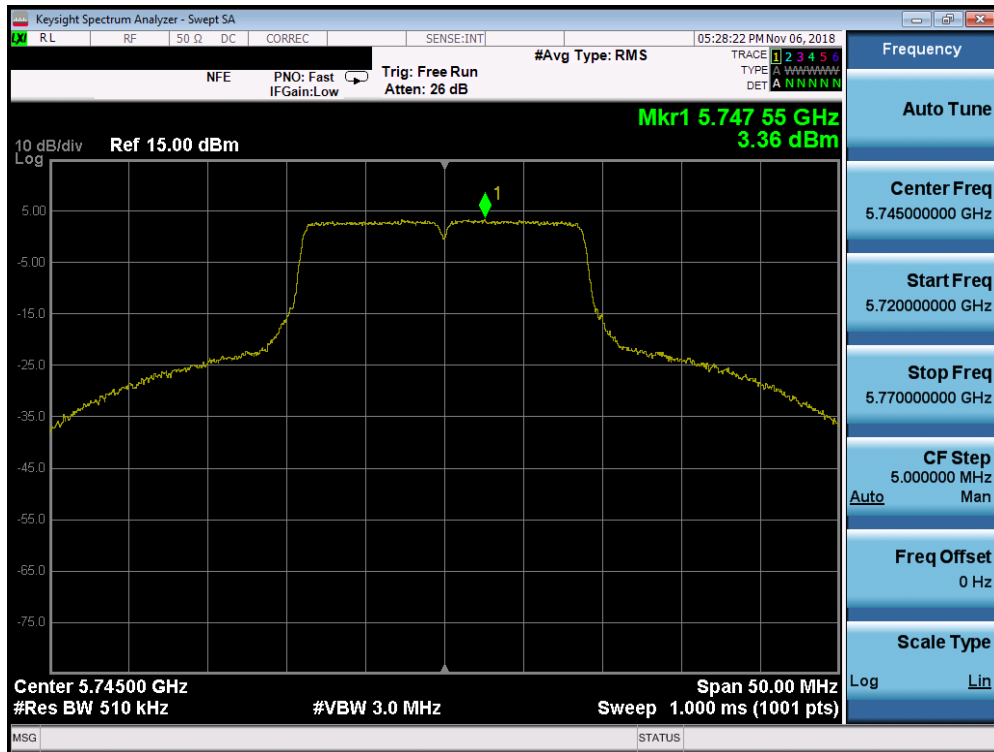 Keysight Spectrum Analyzer - Swept SA
LXI RL RF 50 Ω DC CORREC SENSE:INT 05:28:22 PM Nov 06, 2018
#Avg Type: RMS TRACE 1 2 3 4 5 6
NFE PNO: Fast Trig: Free Run TYPE A WWWWWW
IFGain:Low Atten: 26 dB DET A N N N N N
Mkr1 5.747 55 GHz
3.36 dBm
10 dB/div Ref 15.00 dBm
Log
1
5.00
-5.00
-15.0
-25.0
-35.0
-45.0
-55.0
-65.0
-75.0
Center 5.74500 GHz Span 50.00 MHz
#Res BW 510 kHz #VBW 3.0 MHz Sweep 1.000 ms (1001 pts)
MSG STATUS
Frequency
Auto Tune
Center Freq
5.745000000 GHz
Start Freq
5.720000000 GHz
Stop Freq
5.770000000 GHz
CF Step
5.000000 MHz
Auto Man
Freq Offset
0 Hz
Scale Type
Log Lin